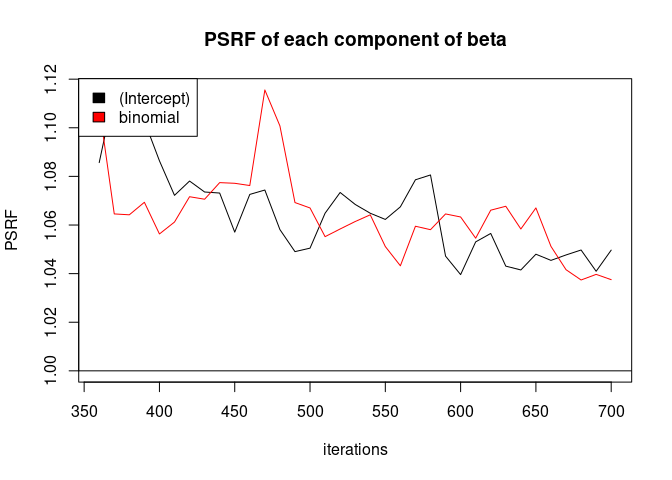 PSRF of each component of beta
(Intercept)
binomial
PSRF
1.12
1.10
1.08
1.06
1.04
1.02
1.00
350 400 450 500 550 600 650 700
iterations